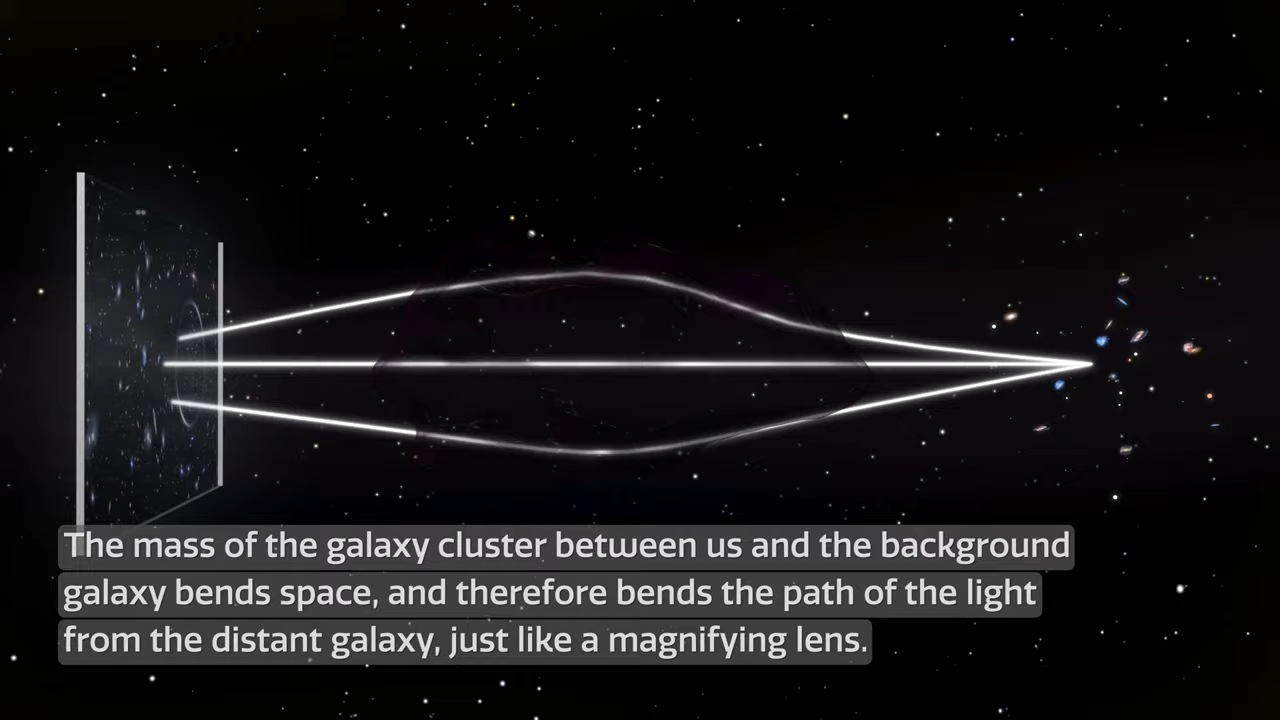 The mass of the galaxy cluster between us and the background
galaxy bends space, and therefore bends the path of the light
from the distant galaxy, just like a magnifying lens.